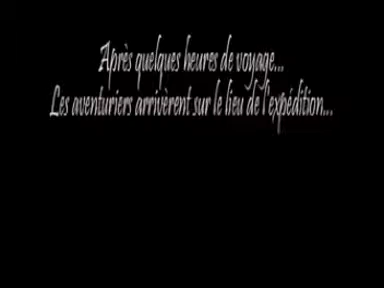 Après quelques heures de voyage...
Les aventuriers arrivèrent sur le lieu de l'expédition...